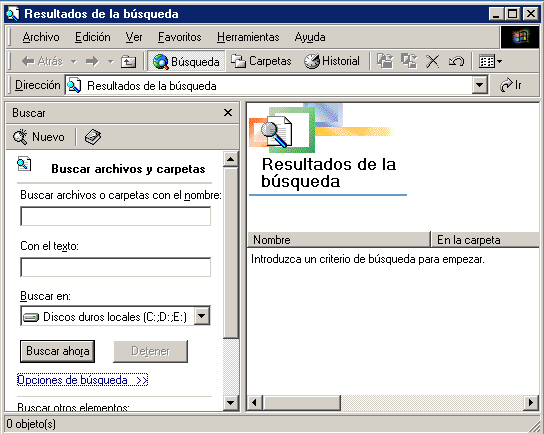 Resultados de la búsqueda
Archivo Edición Ver Favoritos Herramientas Ayuda
Atrás Búsqueda Carpetas Historial
Dirección Resultados de la búsqueda Ir
Buscar
Nuevo
Buscar archivos y carpetas
Buscar archivos o carpetas con el nombre:
Con el texto:
Buscar en:
Discos duros locales (C:;D:;E:)
Buscar ahora Detener
Opciones de búsqueda >>
Buscar otros elementos:
Resultados de la
búsqueda
Nombre En la carpeta
Introduzca un criterio de búsqueda para empezar.
0 objeto(s)